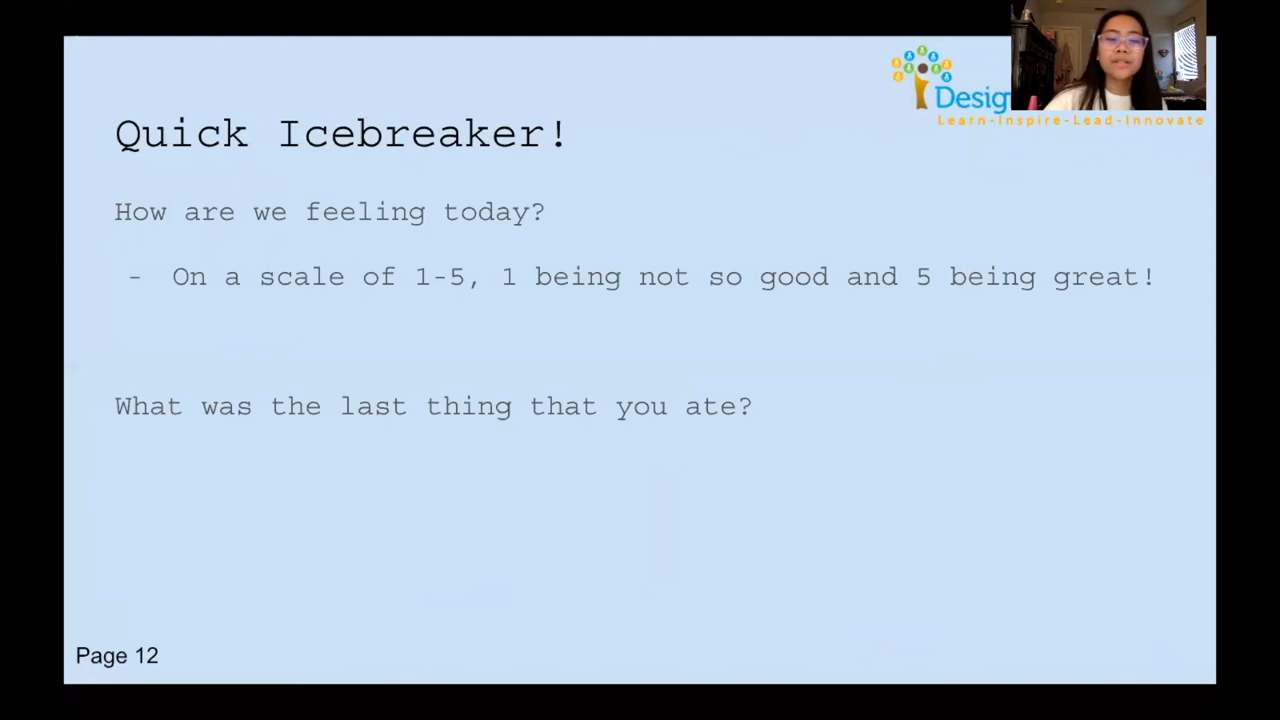 Desig
Learn-Inspire-Lead-Innovate
Quick Icebreaker!
How are we feeling today?
- On a scale of 1-5, 1 being not so good and 5 being great!
What was the last thing that you ate?
Page 12